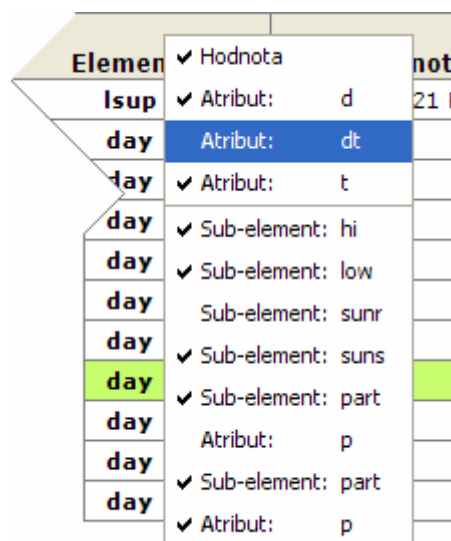 Elemen
not
lsup
21
day
day
day
day
day
day
day
day
day
day
✔ Hodnota
✔ Atribut: d
Atribut: dt
✔ Atribut: t
✔ Sub-element: hi
✔ Sub-element: low
Sub-element: sunr
✔ Sub-element: suns
✔ Sub-element: part
Atribut: p
✔ Sub-element: part
✔ Atribut: p